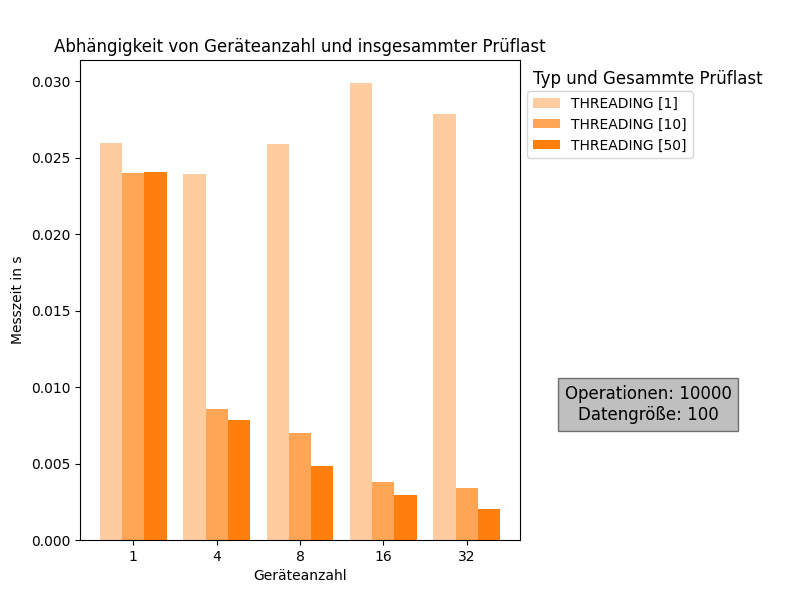 Abhängigkeit von Geräteanzahl und insgesammter Prüflast
Typ und Gesammte Prüflast
THREADING [1]
THREADING [10]
THREADING [50]
Messzeit in s
0.030
0.025
0.020
0.015
0.010
0.005
0.000
1 4 8 16 32
Geräteanzahl
Operationen: 10000
Datengröße: 100